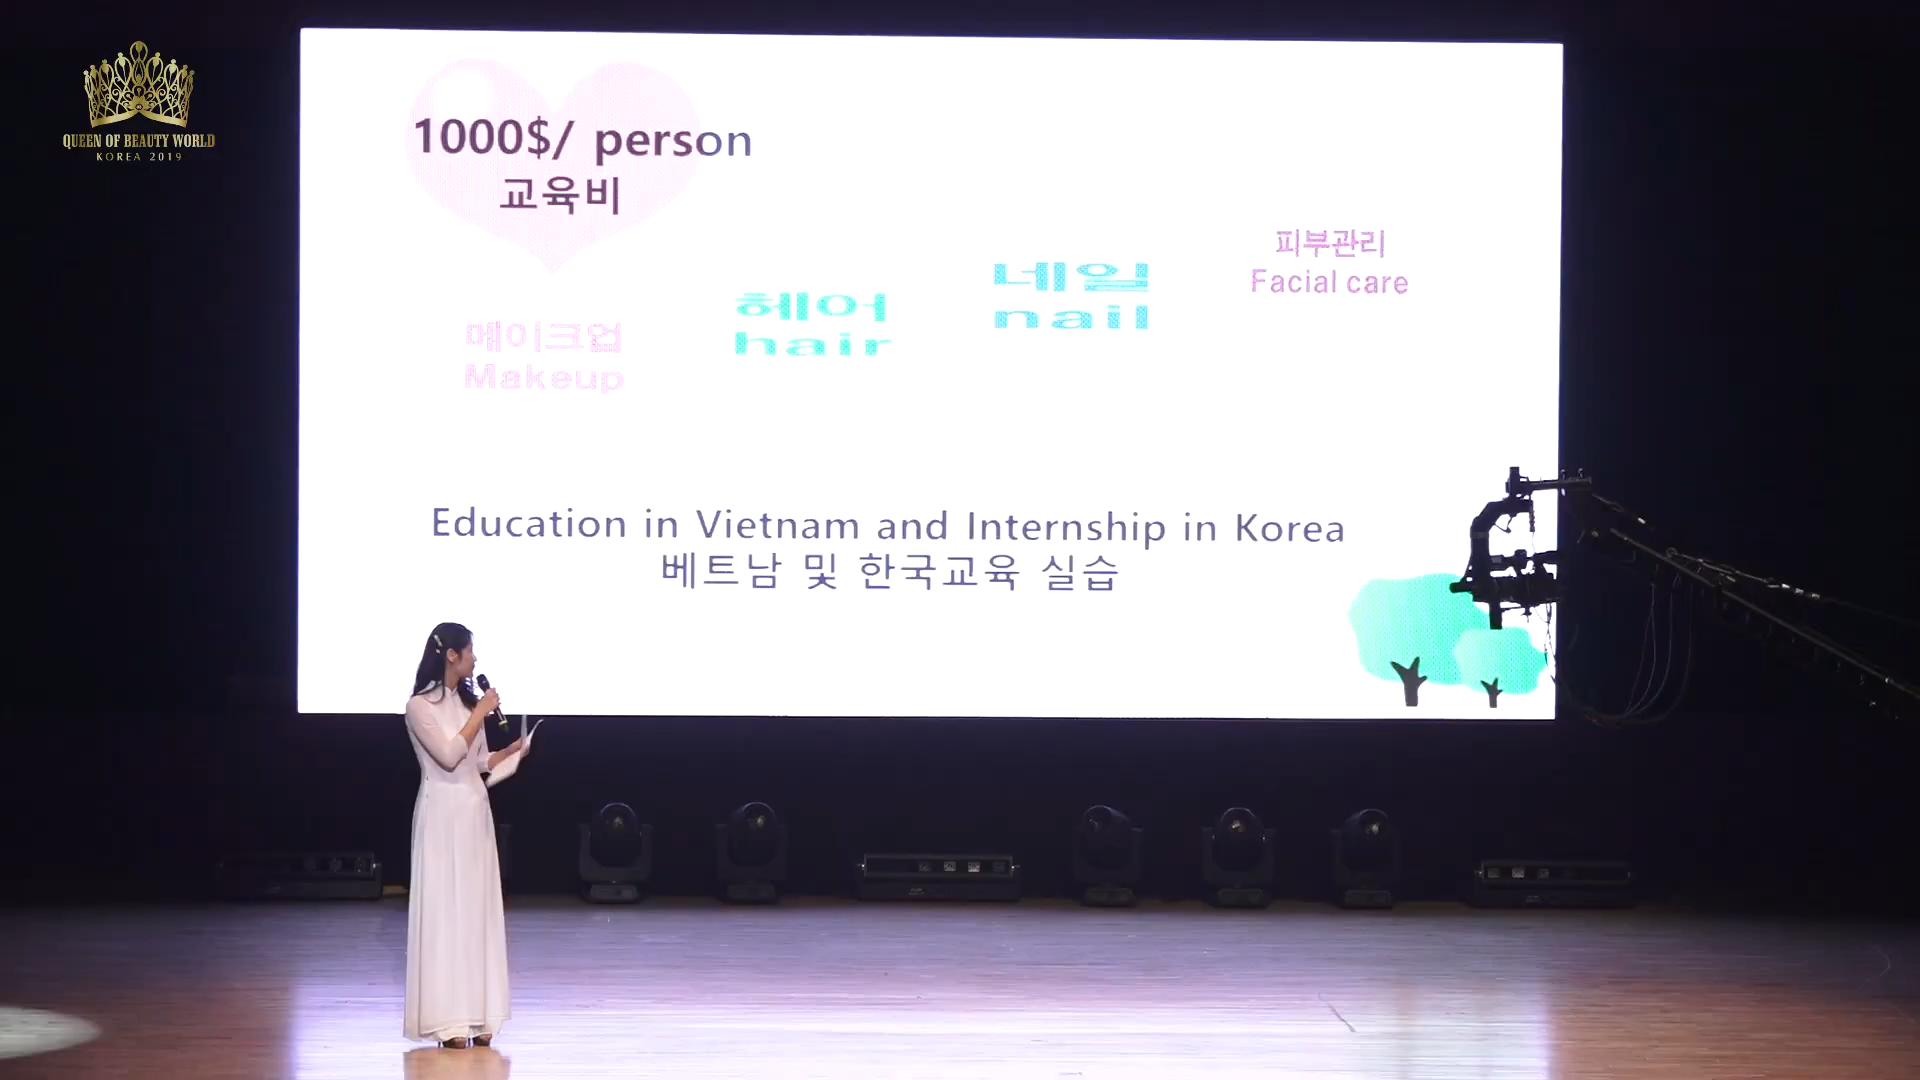 QUEEN OF BEAUTY WORLD
KOREA 2019
1000$/ person
교육비
메이크업
Makeup
헤어
hair
네일
nail
피부관리
Facial care
Education in Vietnam and Internship in Korea
베트남 및 한국교육 실습